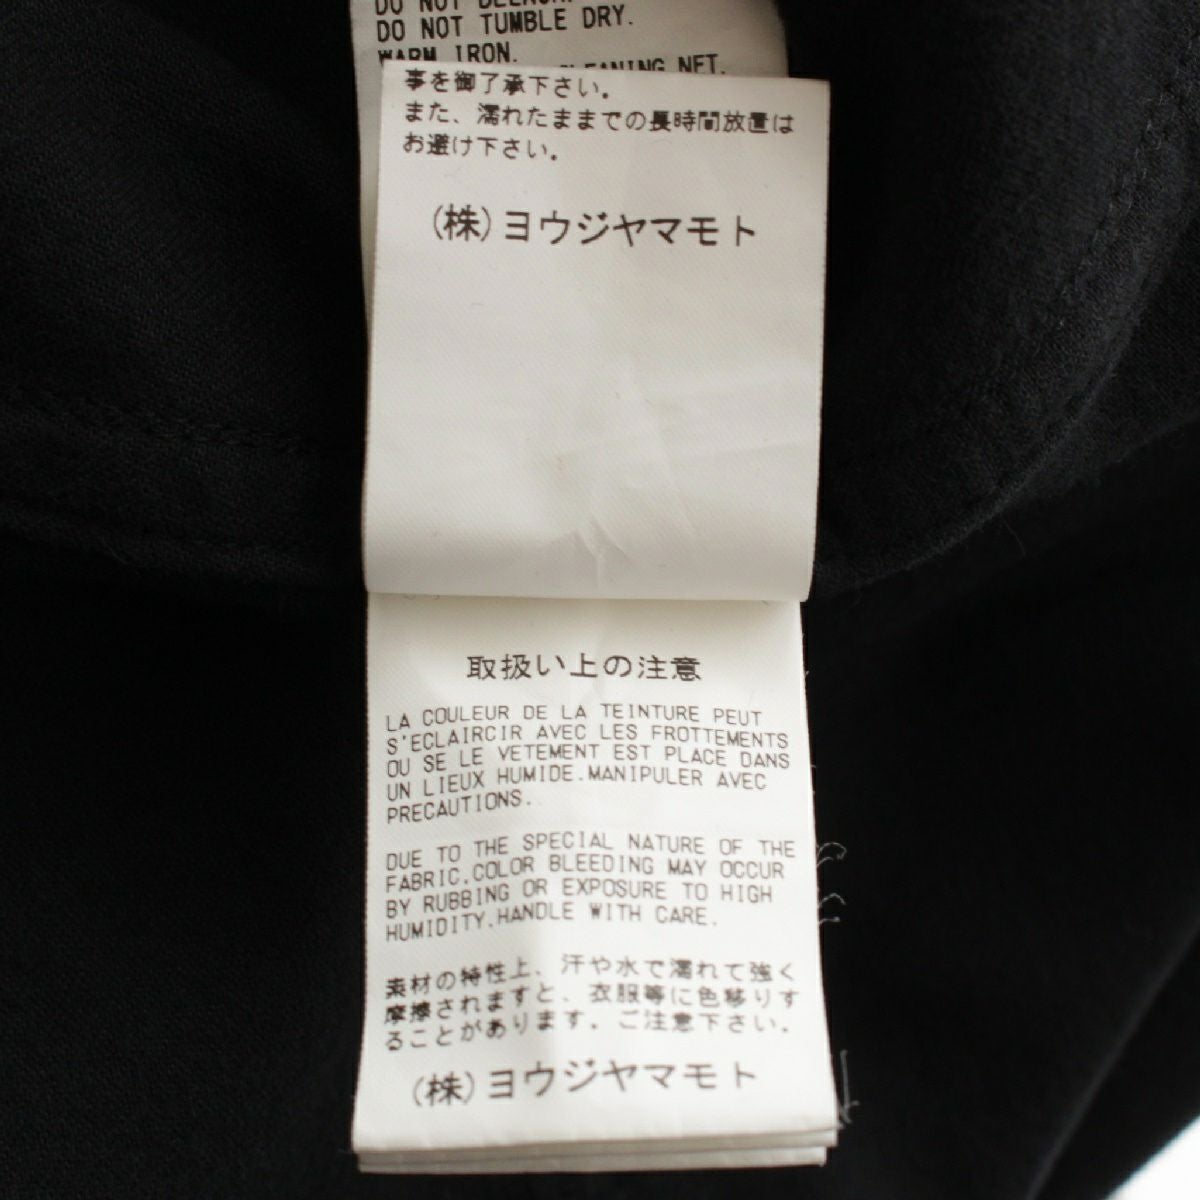 DO NOT BLEACH.
DO NOT TUMBLE DRY.
WARM IRON.
CLEANING NET.
事を御了承下さい。
また、濡れたままでの長時間放置は
お避け下さい。
(株)ヨウジヤマモト
取扱い上の注意
LA COULEUR DE LA TEINTURE PEUT
S'ECLAIRCIR AVEC LES FROTTEMENTS
OU SE LE VETEMENT EST PLACE DANS
UN LIEUX HUMIDE.MANIPULER AVEC
PRECAUTIONS.
DUE TO THE SPECIAL NATURE OF THE
FABRIC,COLOR BLEEDING MAY OCCUR
BY RUBBING OR EXPOSURE TO HIGH
HUMIDITY.HANDLE WITH CARE.
素材の特性上、汗や水で濡れて強く
摩擦されますと、衣服等に色移りす
ることがあります。ご注意下さい。
(株)ヨウジヤマモト